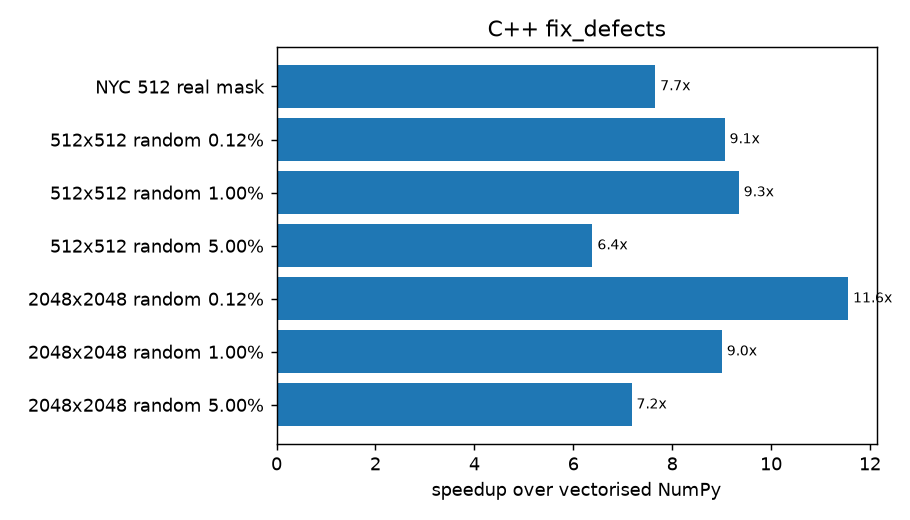 C++ fix_defects
NYC 512 real mask
7.7x
512x512 random 0.12%
9.1x
512x512 random 1.00%
9.3x
512x512 random 5.00%
6.4x
2048x2048 random 0.12%
11.6x
2048x2048 random 1.00%
9.0x
2048x2048 random 5.00%
7.2x
0 2 4 6 8 10 12
speedup over vectorised NumPy